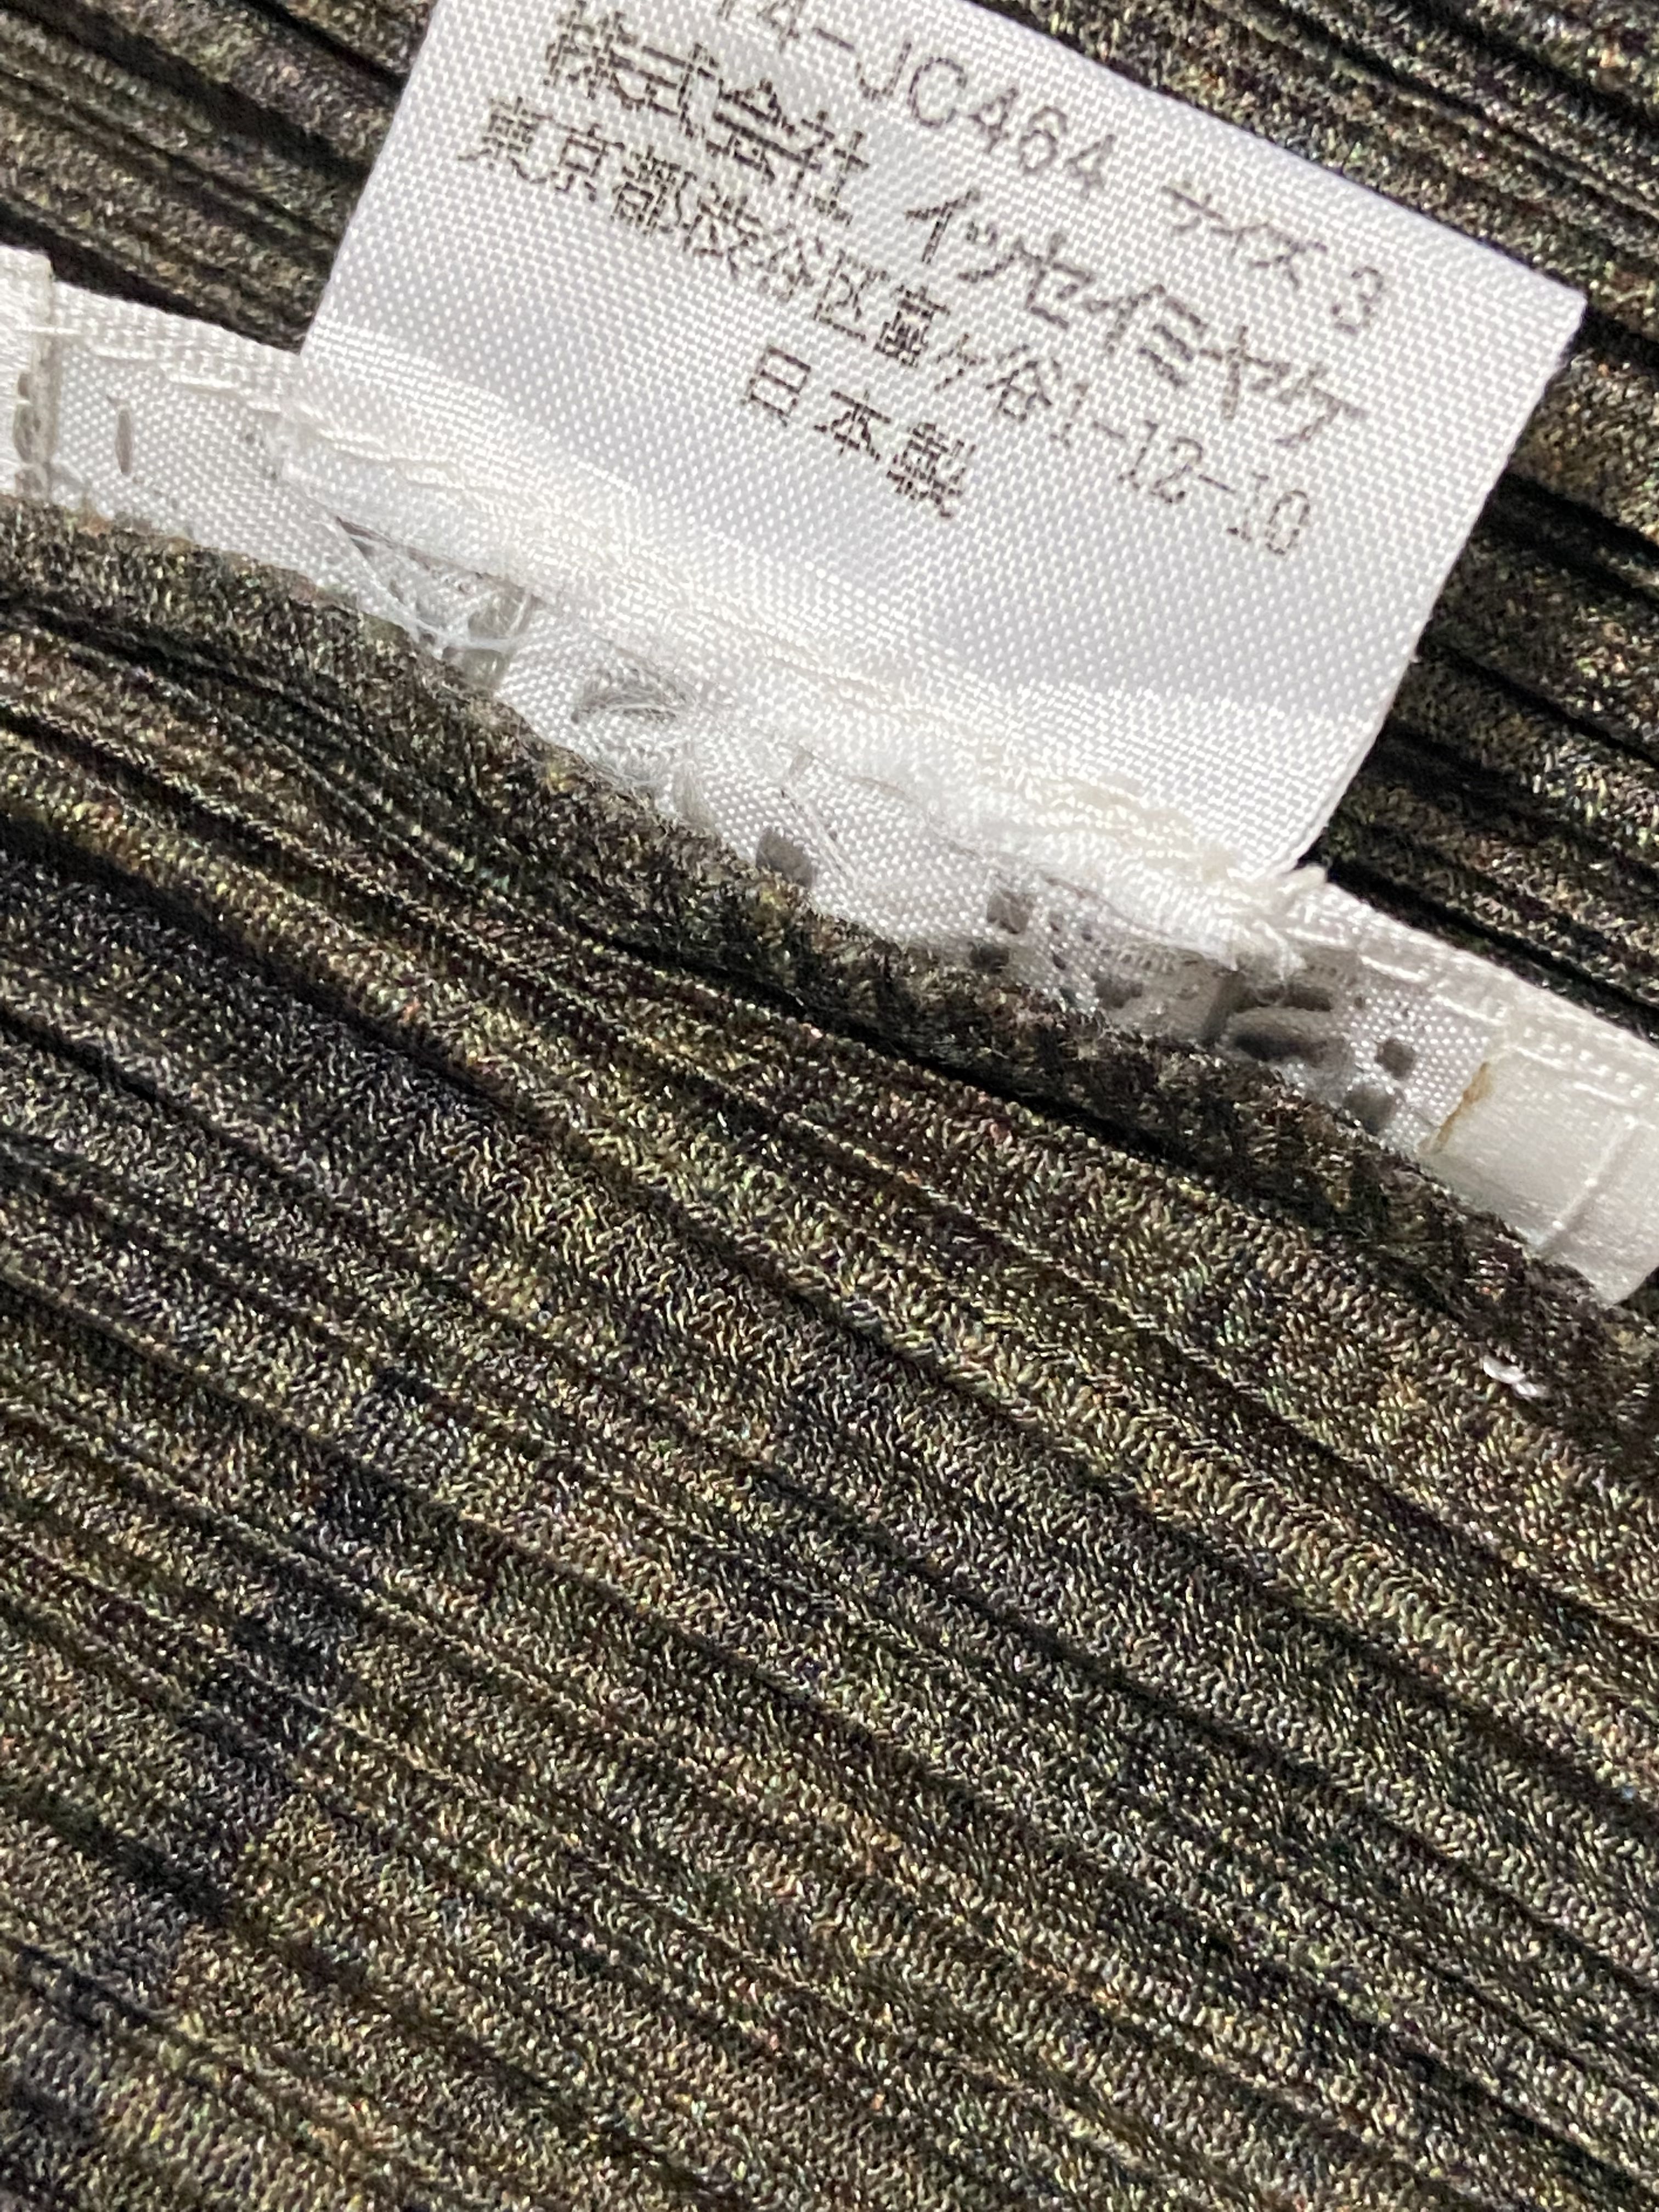 4-JC464 サイズ 3
株式会社 イッセイミヤケ
東京都渋谷区富ヶ谷1-12-10
日本製